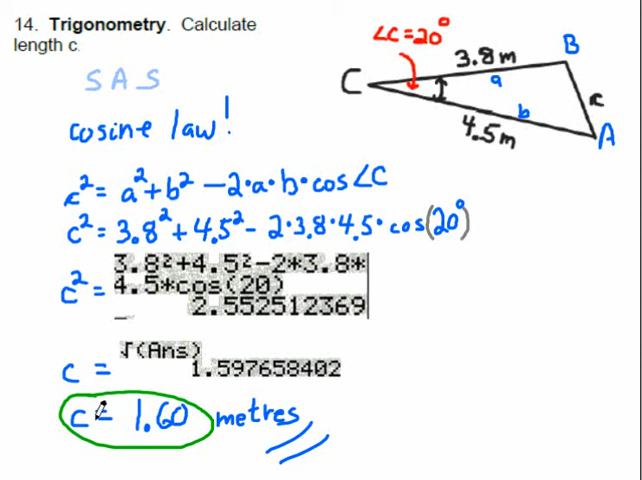 14. Trigonometry. Calculate
length c.
∠C = 20°
B
3.8 m
a
C
c
b
4.5 m
A
SAS
cosine law!
c² = a² + b² - 2·a·b·cos∠C
c² = 3.8² + 4.5² - 2·3.8·4.5·cos(20°)
c² =
3.8²+4.5²-2*3.8*
4.5*cos(20)
2.552512369
c =
√(Ans)
1.597658402
c = 1.60 metres